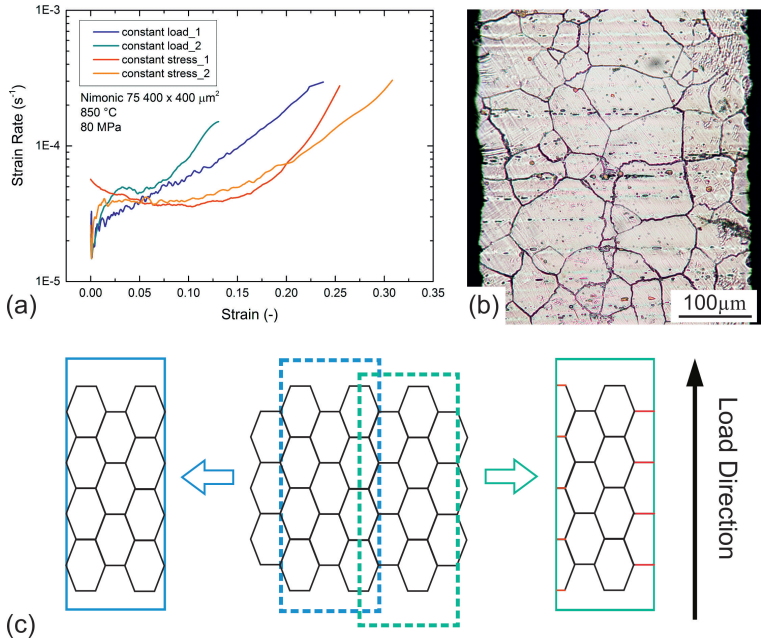 (a)
Strain Rate (s⁻¹)
1E-3
1E-4
1E-5
constant load_1
constant load_2
constant stress_1
constant stress_2
Nimonic 75 400 x 400 μm²
850 °C
80 MPa
0.00 0.05 0.10 0.15 0.20 0.25 0.30 0.35
Strain (-)
(b)
100μm
(c)
Load Direction